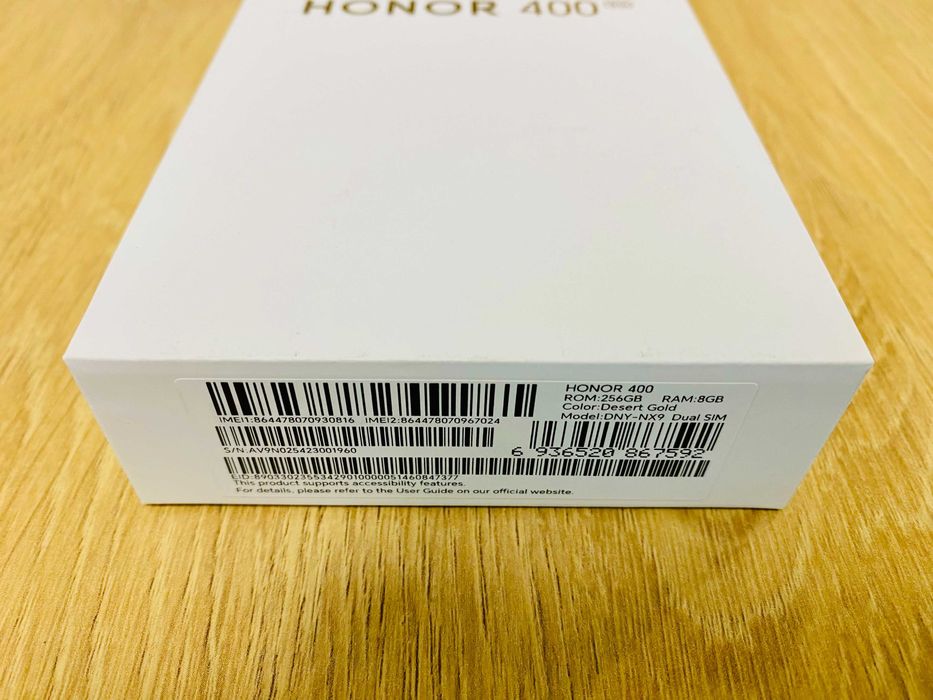 HONOR 400
HONOR 400
ROM:256GB RAM:8GB
Color:Desert Gold
Model:DNY-NX9 Dual SIM
IMEI1:864478070930816 IMEI2:864478070967024
S/N:AV9N025423001960
6 936520 867592
EID:89033023553429010000051460847377
This product supports accessibility features.
For details, please refer to the User Guide on our official website.